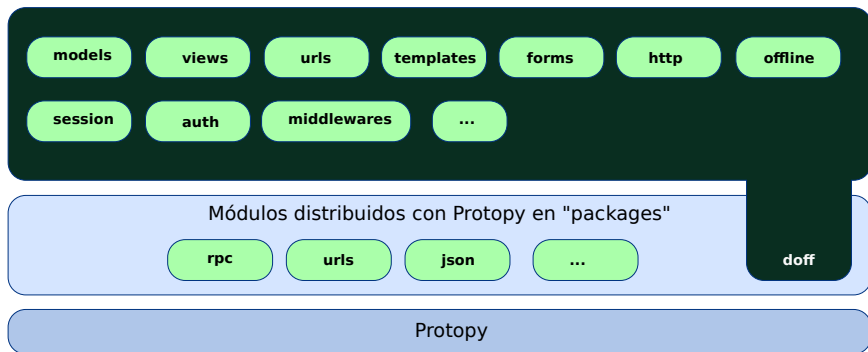 models views urls templates forms http offline
session auth middlewares ...
Módulos distribuidos con Protopy en "packages"
rpc urls json ... doff
Protopy